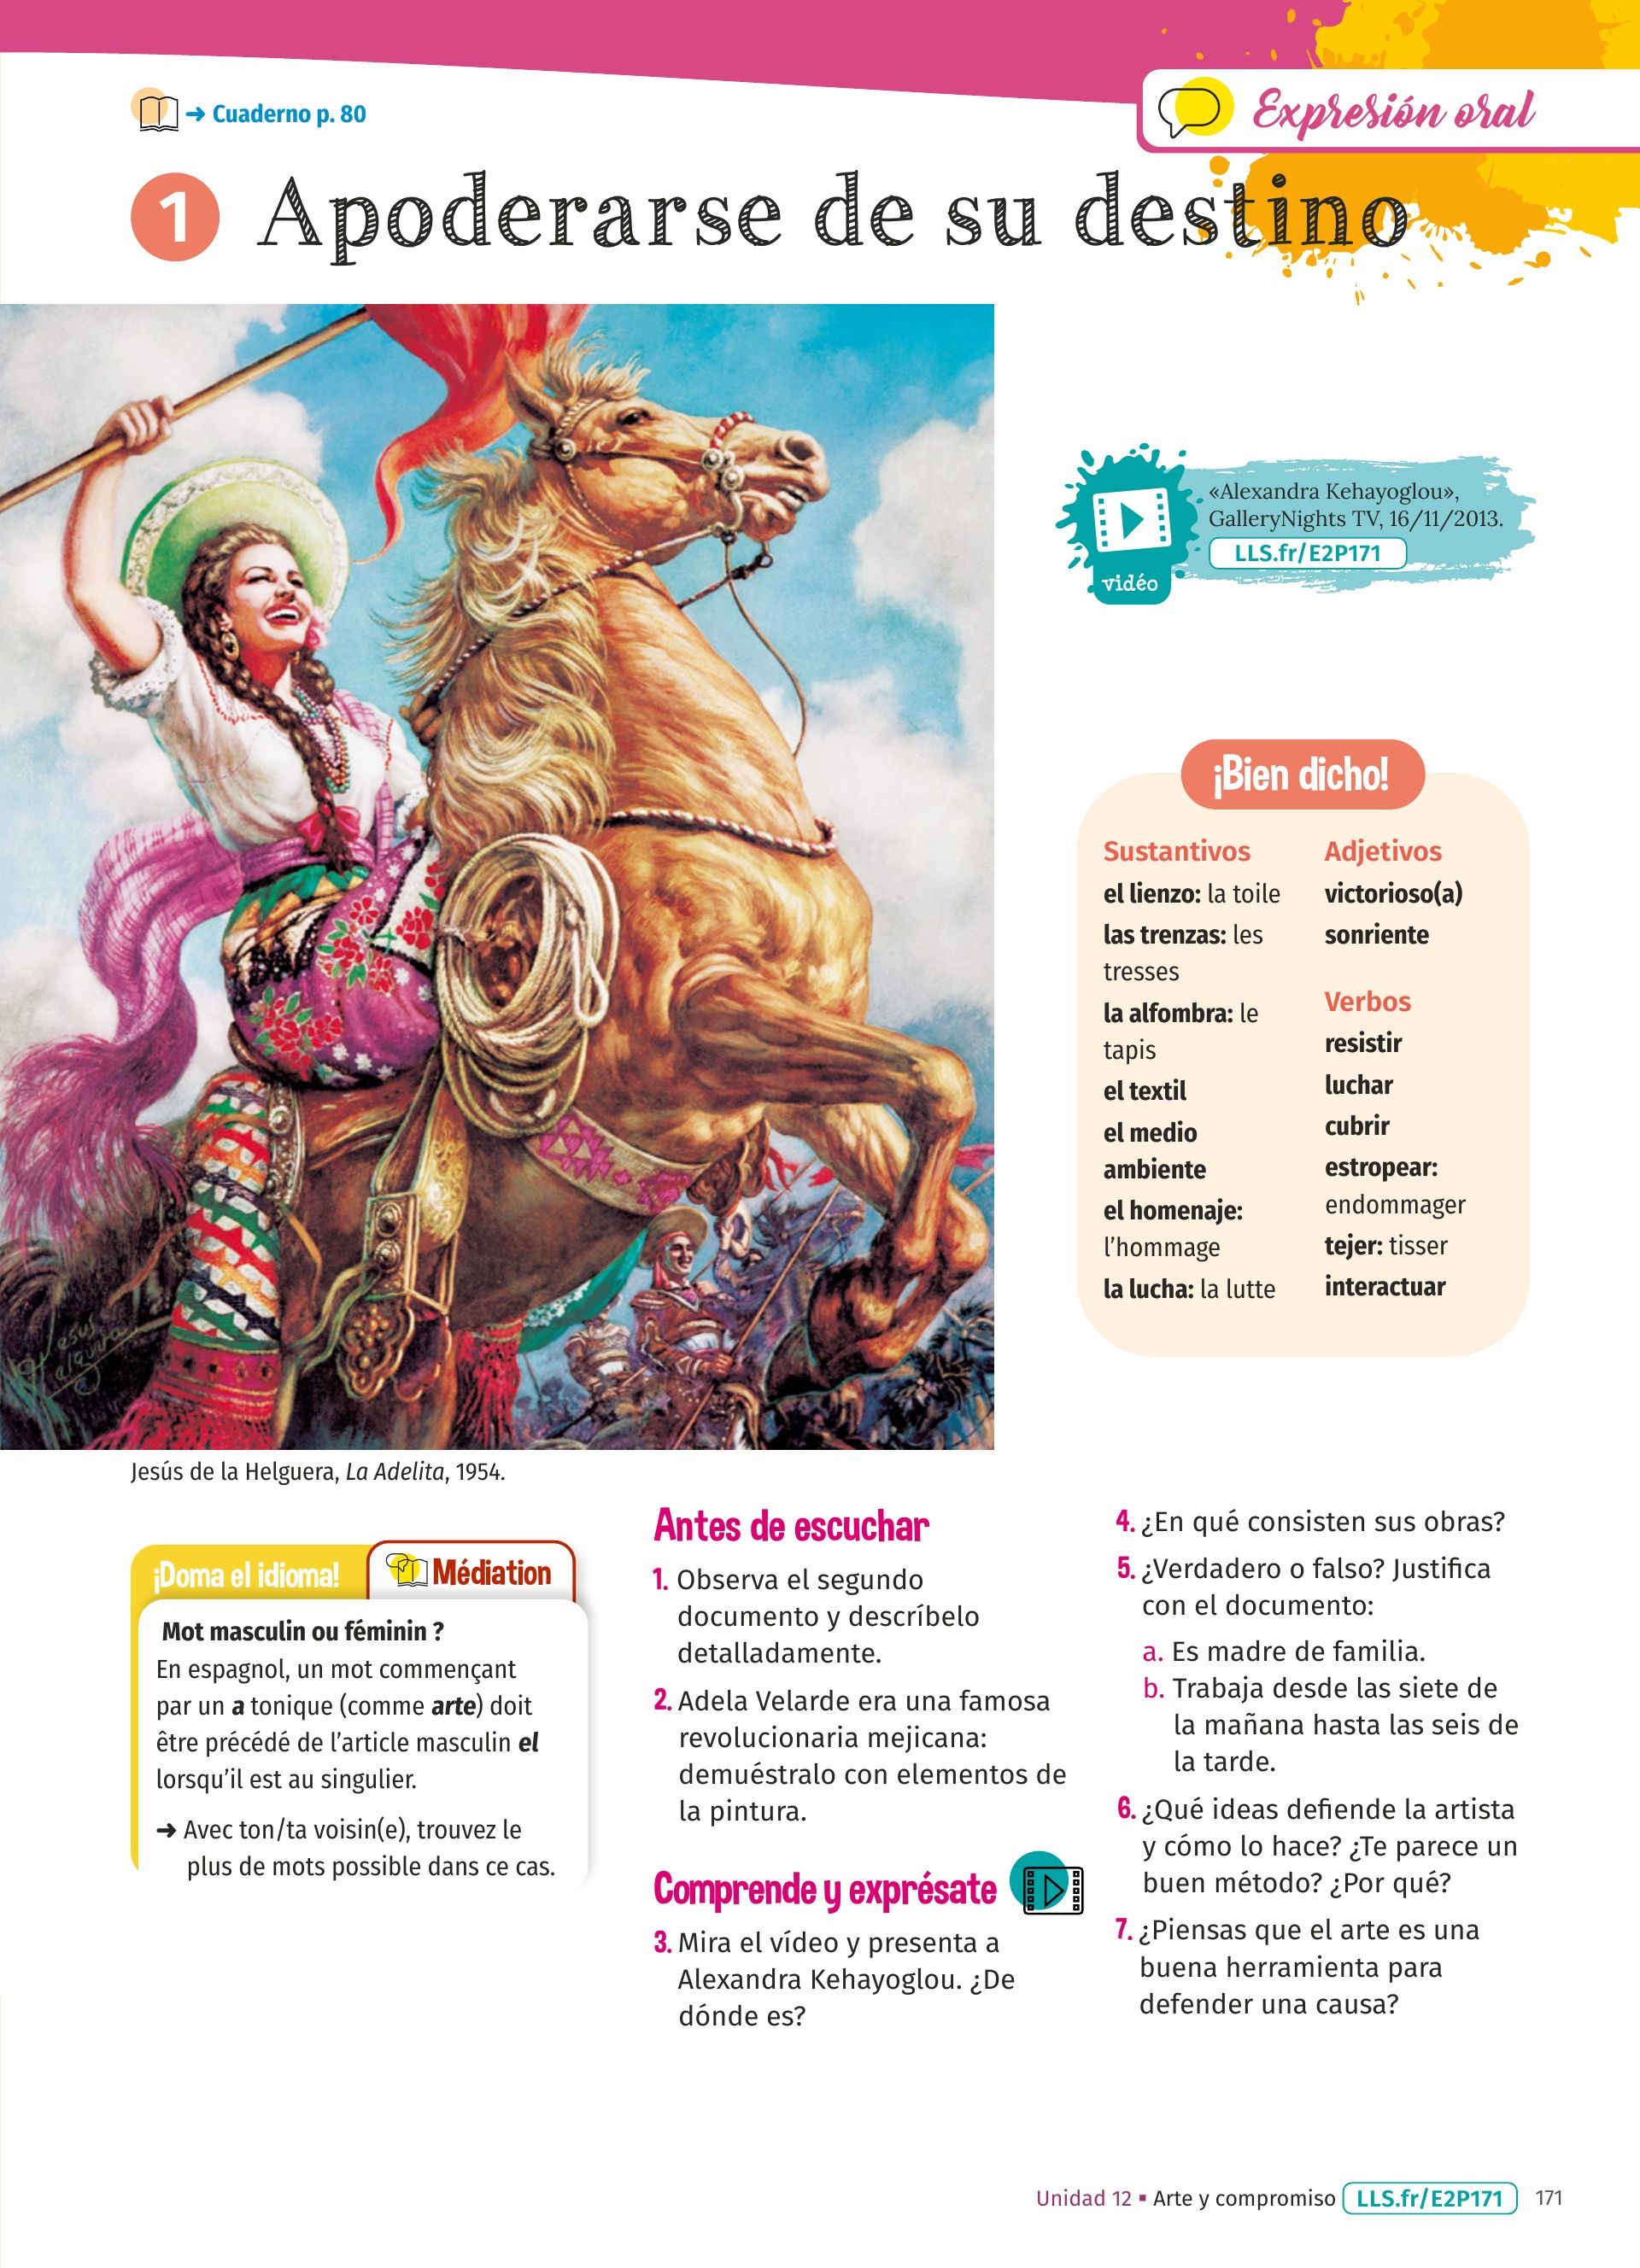 ➜ Cuaderno p. 80
Expresión oral
1 Apoderarse de su destino
«Alexandra Kehayoglou»,
GalleryNights TV, 16/11/2013.
LLS.fr/E2P171
vidéo
¡Bien dicho!
Sustantivos
el lienzo: la toile
las trenzas: les
tresses
la alfombra: le
tapis
el textil
el medio
ambiente
el homenaje:
l'hommage
la lucha: la lutte
Adjetivos
victorioso(a)
sonriente
Verbos
resistir
luchar
cubrir
estropear:
endommager
tejer: tisser
interactuar
Jesus
Helguera
Jesús de la Helguera, La Adelita, 1954.
¡Doma el idioma!
Médiation
Mot masculin ou féminin ?
En espagnol, un mot commençant
par un a tonique (comme arte) doit
être précédé de l'article masculin el
lorsqu'il est au singulier.
➜ Avec ton/ta voisin(e), trouvez le
plus de mots possible dans ce cas.
Antes de escuchar
1. Observa el segundo
documento y descríbelo
detalladamente.
2. Adela Velarde era una famosa
revolucionaria mejicana:
demuéstralo con elementos de
la pintura.
Comprende y exprésate
3. Mira el vídeo y presenta a
Alexandra Kehayoglou. ¿De
dónde es?
4. ¿En qué consisten sus obras?
5. ¿Verdadero o falso? Justifica
con el documento:
a. Es madre de familia.
b. Trabaja desde las siete de
la mañana hasta las seis de
la tarde.
6. ¿Qué ideas defiende la artista
y cómo lo hace? ¿Te parece un
buen método? ¿Por qué?
7. ¿Piensas que el arte es una
buena herramienta para
defender una causa?
Unidad 12 ▪ Arte y compromiso LLS.fr/E2P171 171